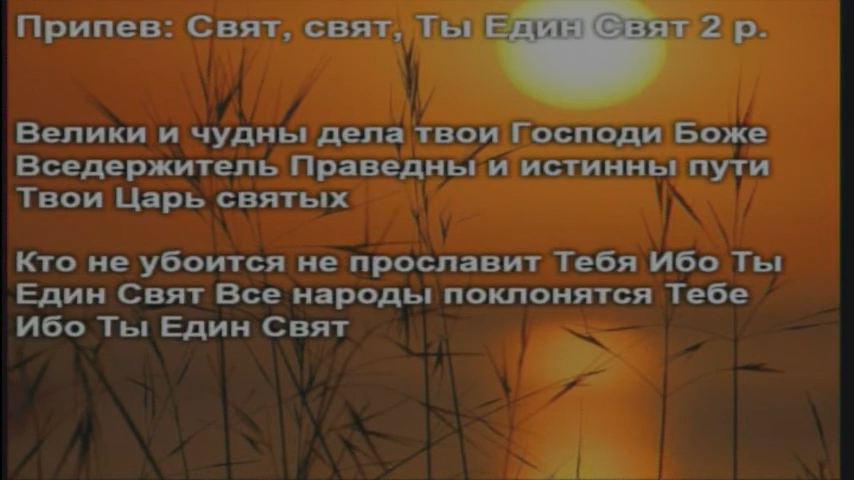 Припев: Свят, свят, Ты Един Свят 2 р.
Велики и чудны дела твои Господи Боже
Вседержитель Праведны и истинны пути
Твои Царь святых
Кто не убоится не прославит Тебя Ибо Ты
Един Свят Все народы поклонятся Тебе
Ибо Ты Един Свят